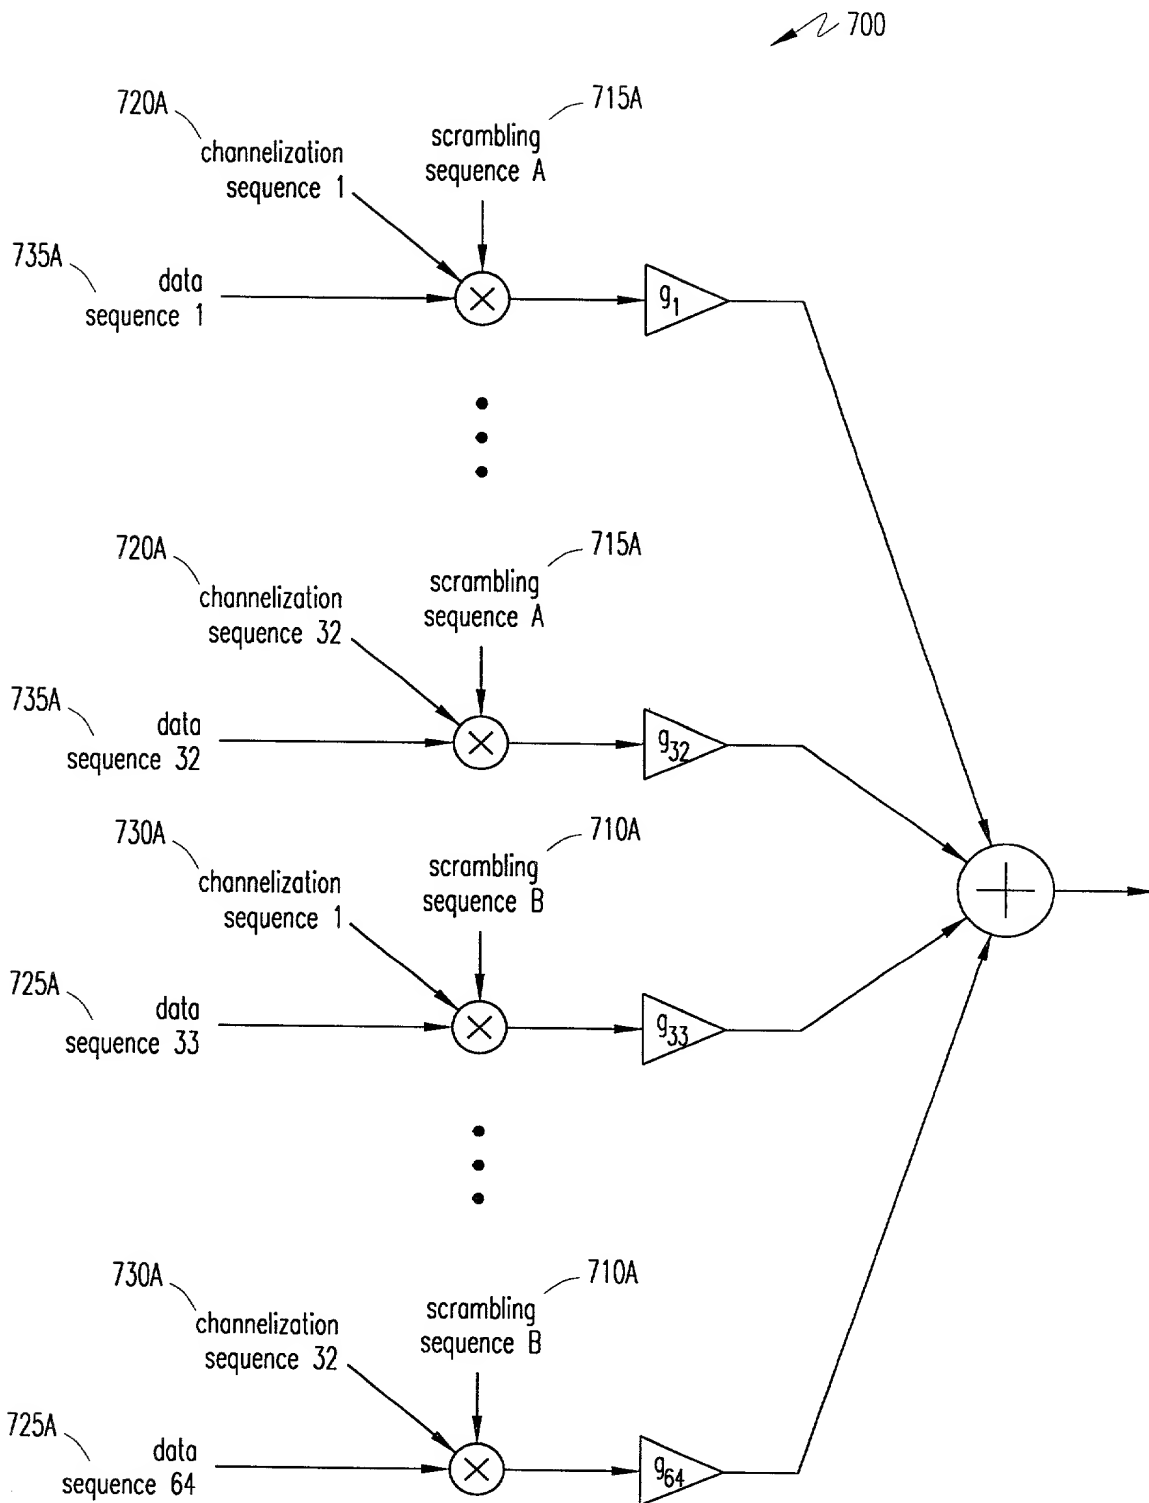 700
720A
715A
channelization
sequence 1
scrambling
sequence A
735A
data
sequence 1
g1
720A
715A
channelization
sequence 32
scrambling
sequence A
735A
data
sequence 32
g32
730A
710A
channelization
sequence 1
scrambling
sequence B
725A
data
sequence 33
g33
730A
710A
channelization
sequence 32
scrambling
sequence B
725A
data
sequence 64
g64